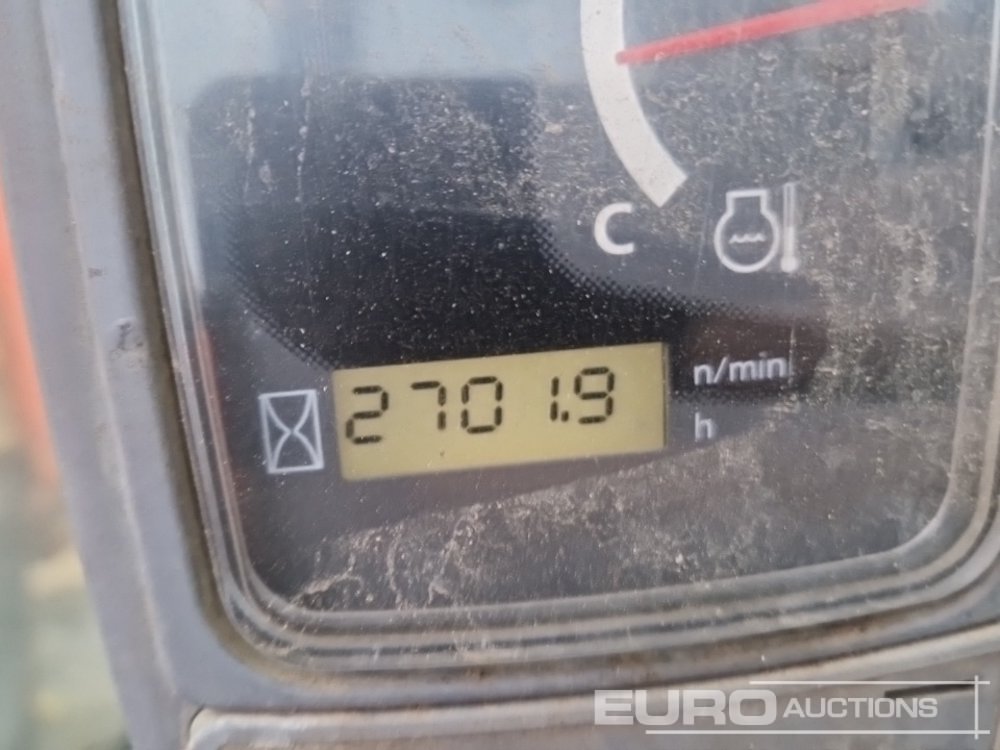 C
2701.9
n/min
h
EURO AUCTIONS